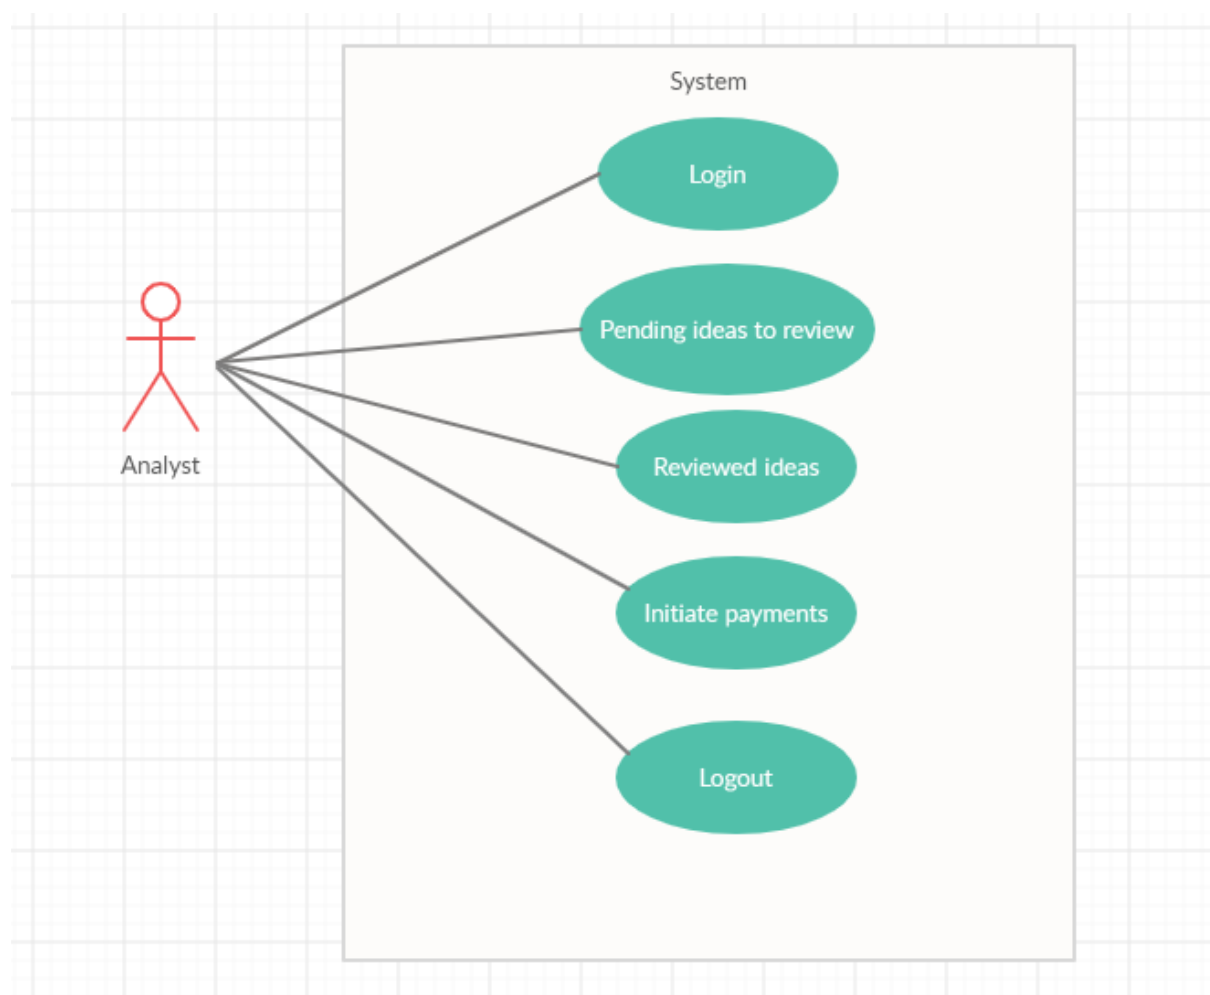 System
Login
Pending ideas to review
Reviewed ideas
Analyst
Initiate payments
Logout